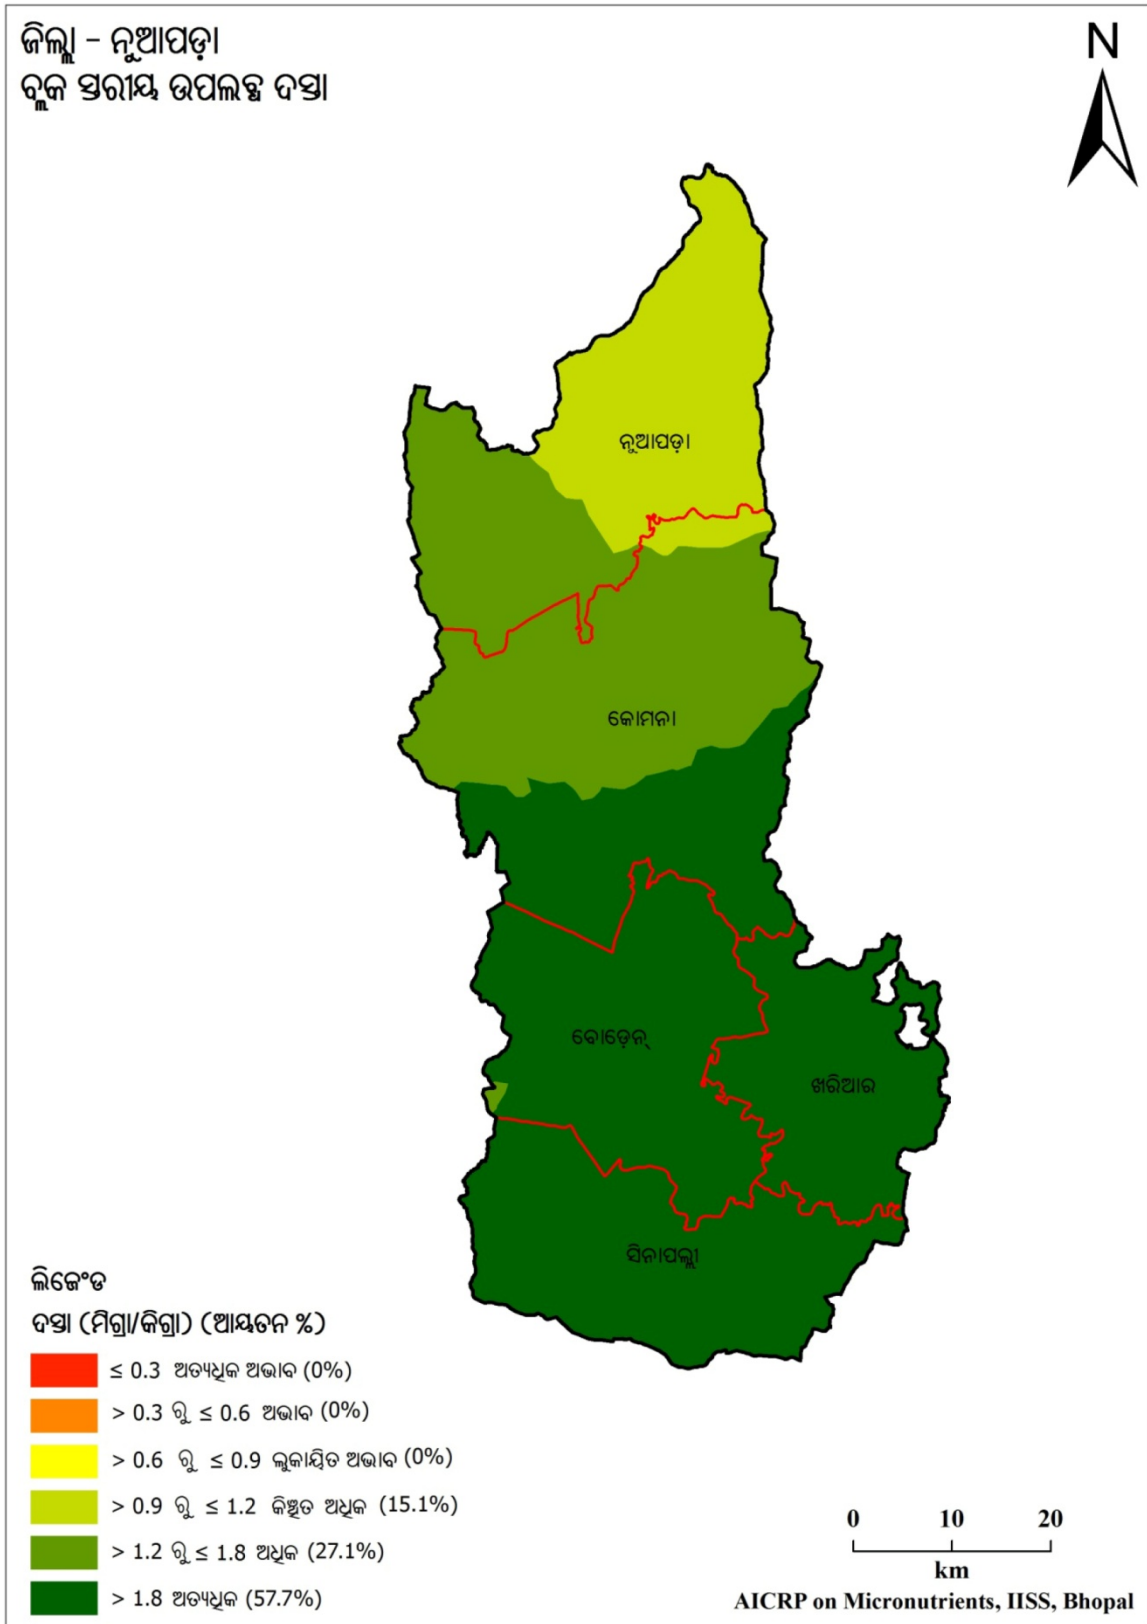 ଜିଲ୍ଲା - ନୁଆପଡ଼ା
ବ୍ଲକ ସ୍ତରୀୟ ଉପଲବ୍ଧ ଦସ୍ତା
N
ନୁଆପଡ଼ା
କୋମନା
ବୋଡ଼େନ୍
ଖରିଆର
ସିନାପଲ୍ଲୀ
ଲିଜେଂଡ
ଦସ୍ତା (ମିଗ୍ରା/କିଗ୍ରା) (ଆୟତନ %)
≤ 0.3 ଅତ୍ୟଧିକ ଅଭାବ (0%)
> 0.3 ରୁ ≤ 0.6 ଅଭାବ (0%)
> 0.6 ରୁ ≤ 0.9 ଲୁକାୟିତ ଅଭାବ (0%)
> 0.9 ରୁ ≤ 1.2 କିଞ୍ଚିତ ଅଧିକ (15.1%)
> 1.2 ରୁ ≤ 1.8 ଅଧିକ (27.1%)
> 1.8 ଅତ୍ୟଧିକ (57.7%)
0 10 20
km
AICRP on Micronutrients, IISS, Bhopal